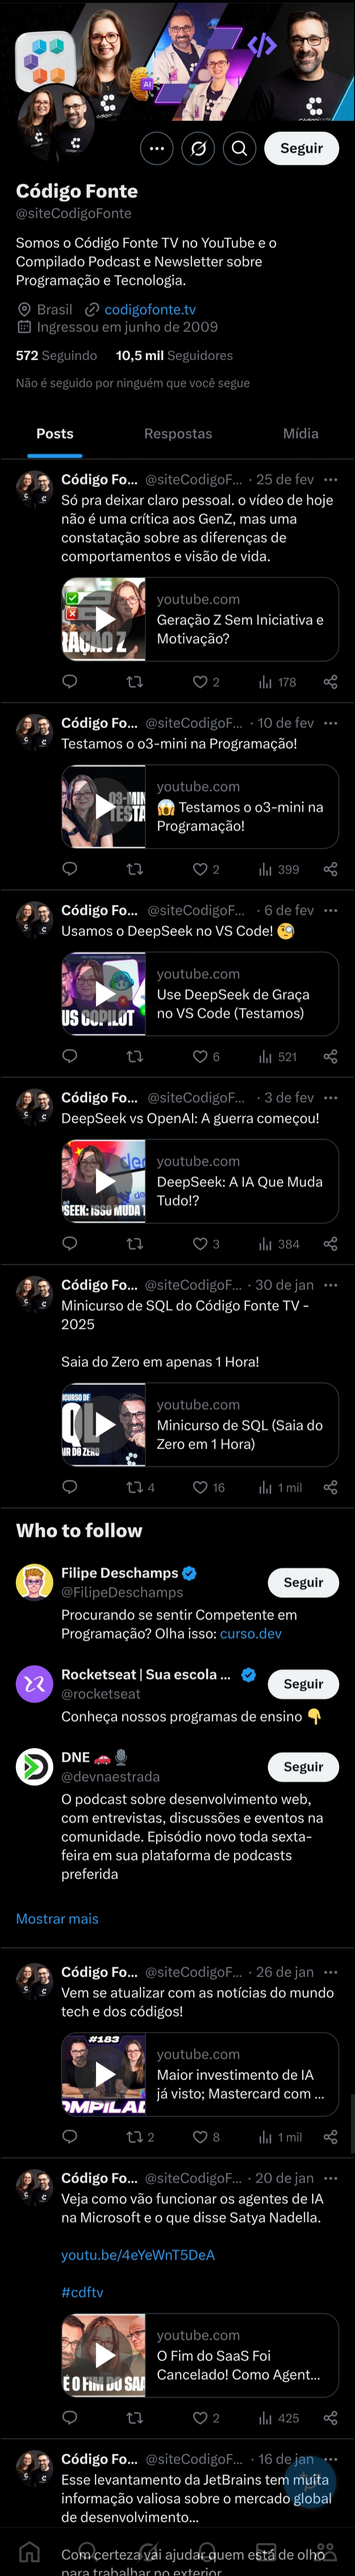 AI
</>
Seguir
Código Fonte
@siteCodigoFonte
Somos o Código Fonte TV no YouTube e o
Compilado Podcast e Newsletter sobre
Programação e Tecnologia.
Brasil codigofonte.tv
Ingressou em junho de 2009
572 Seguindo 10,5 mil Seguidores
Não é seguido por ninguém que você segue
Posts Respostas Mídia
Código Fo... @siteCodigoF... · 25 de fev
Só pra deixar claro pessoal. o vídeo de hoje
não é uma crítica aos GenZ, mas uma
constatação sobre as diferenças de
comportamentos e visão de vida.
RAÇÃO Z
youtube.com
Geração Z Sem Iniciativa e
Motivação?
2 178
Código Fo... @siteCodigoF... · 10 de fev
Testamos o o3-mini na Programação!
O3-MIN
TESTA
youtube.com
😱 Testamos o o3-mini na
Programação!
2 399
Código Fo... @siteCodigoF... · 6 de fev
Usamos o DeepSeek no VS Code! 🧐
US COPILOT
youtube.com
Use DeepSeek de Graça
no VS Code (Testamos)
6 521
Código Fo... @siteCodigoF... · 3 de fev
DeepSeek vs OpenAI: A guerra começou!
PSEEK: ISSO MUDA T
youtube.com
DeepSeek: A IA Que Muda
Tudo!?
3 384
Código Fo... @siteCodigoF... · 30 de jan
Minicurso de SQL do Código Fonte TV -
2025
Saia do Zero em apenas 1 Hora!
ICURSO DE
QL
AIR DO ZERO
youtube.com
Minicurso de SQL (Saia do
Zero em 1 Hora)
4 16 1 mil
Who to follow
Filipe Deschamps
@FilipeDeschamps
Seguir
Procurando se sentir Competente em
Programação? Olha isso: curso.dev
Rocketseat | Sua escola ...
@rocketseat
Seguir
Conheça nossos programas de ensino 👇
DNE 🚗🎙️
@devnaestrada
Seguir
O podcast sobre desenvolvimento web,
com entrevistas, discussões e eventos na
comunidade. Episódio novo toda sexta-
feira em sua plataforma de podcasts
preferida
Mostrar mais
Código Fo... @siteCodigoF... · 26 de jan
Vem se atualizar com as notícias do mundo
tech e dos códigos!
#183
OMPILAD
youtube.com
Maior investimento de IA
já visto; Mastercard com ...
2 8 1 mil
Código Fo... @siteCodigoF... · 20 de jan
Veja como vão funcionar os agentes de IA
na Microsoft e o que disse Satya Nadella.
youtu.be/4eYeWnT5DeA
#cdftv
É O FIM DO SAA
youtube.com
O Fim do SaaS Foi
Cancelado! Como Agent...
2 425
Código Fo... @siteCodigoF... · 16 de jan
Esse levantamento da JetBrains tem muita
informação valiosa sobre o mercado global
de desenvolvimento...
Com certeza vai ajudar quem está de olho
para trabalhar no exterior